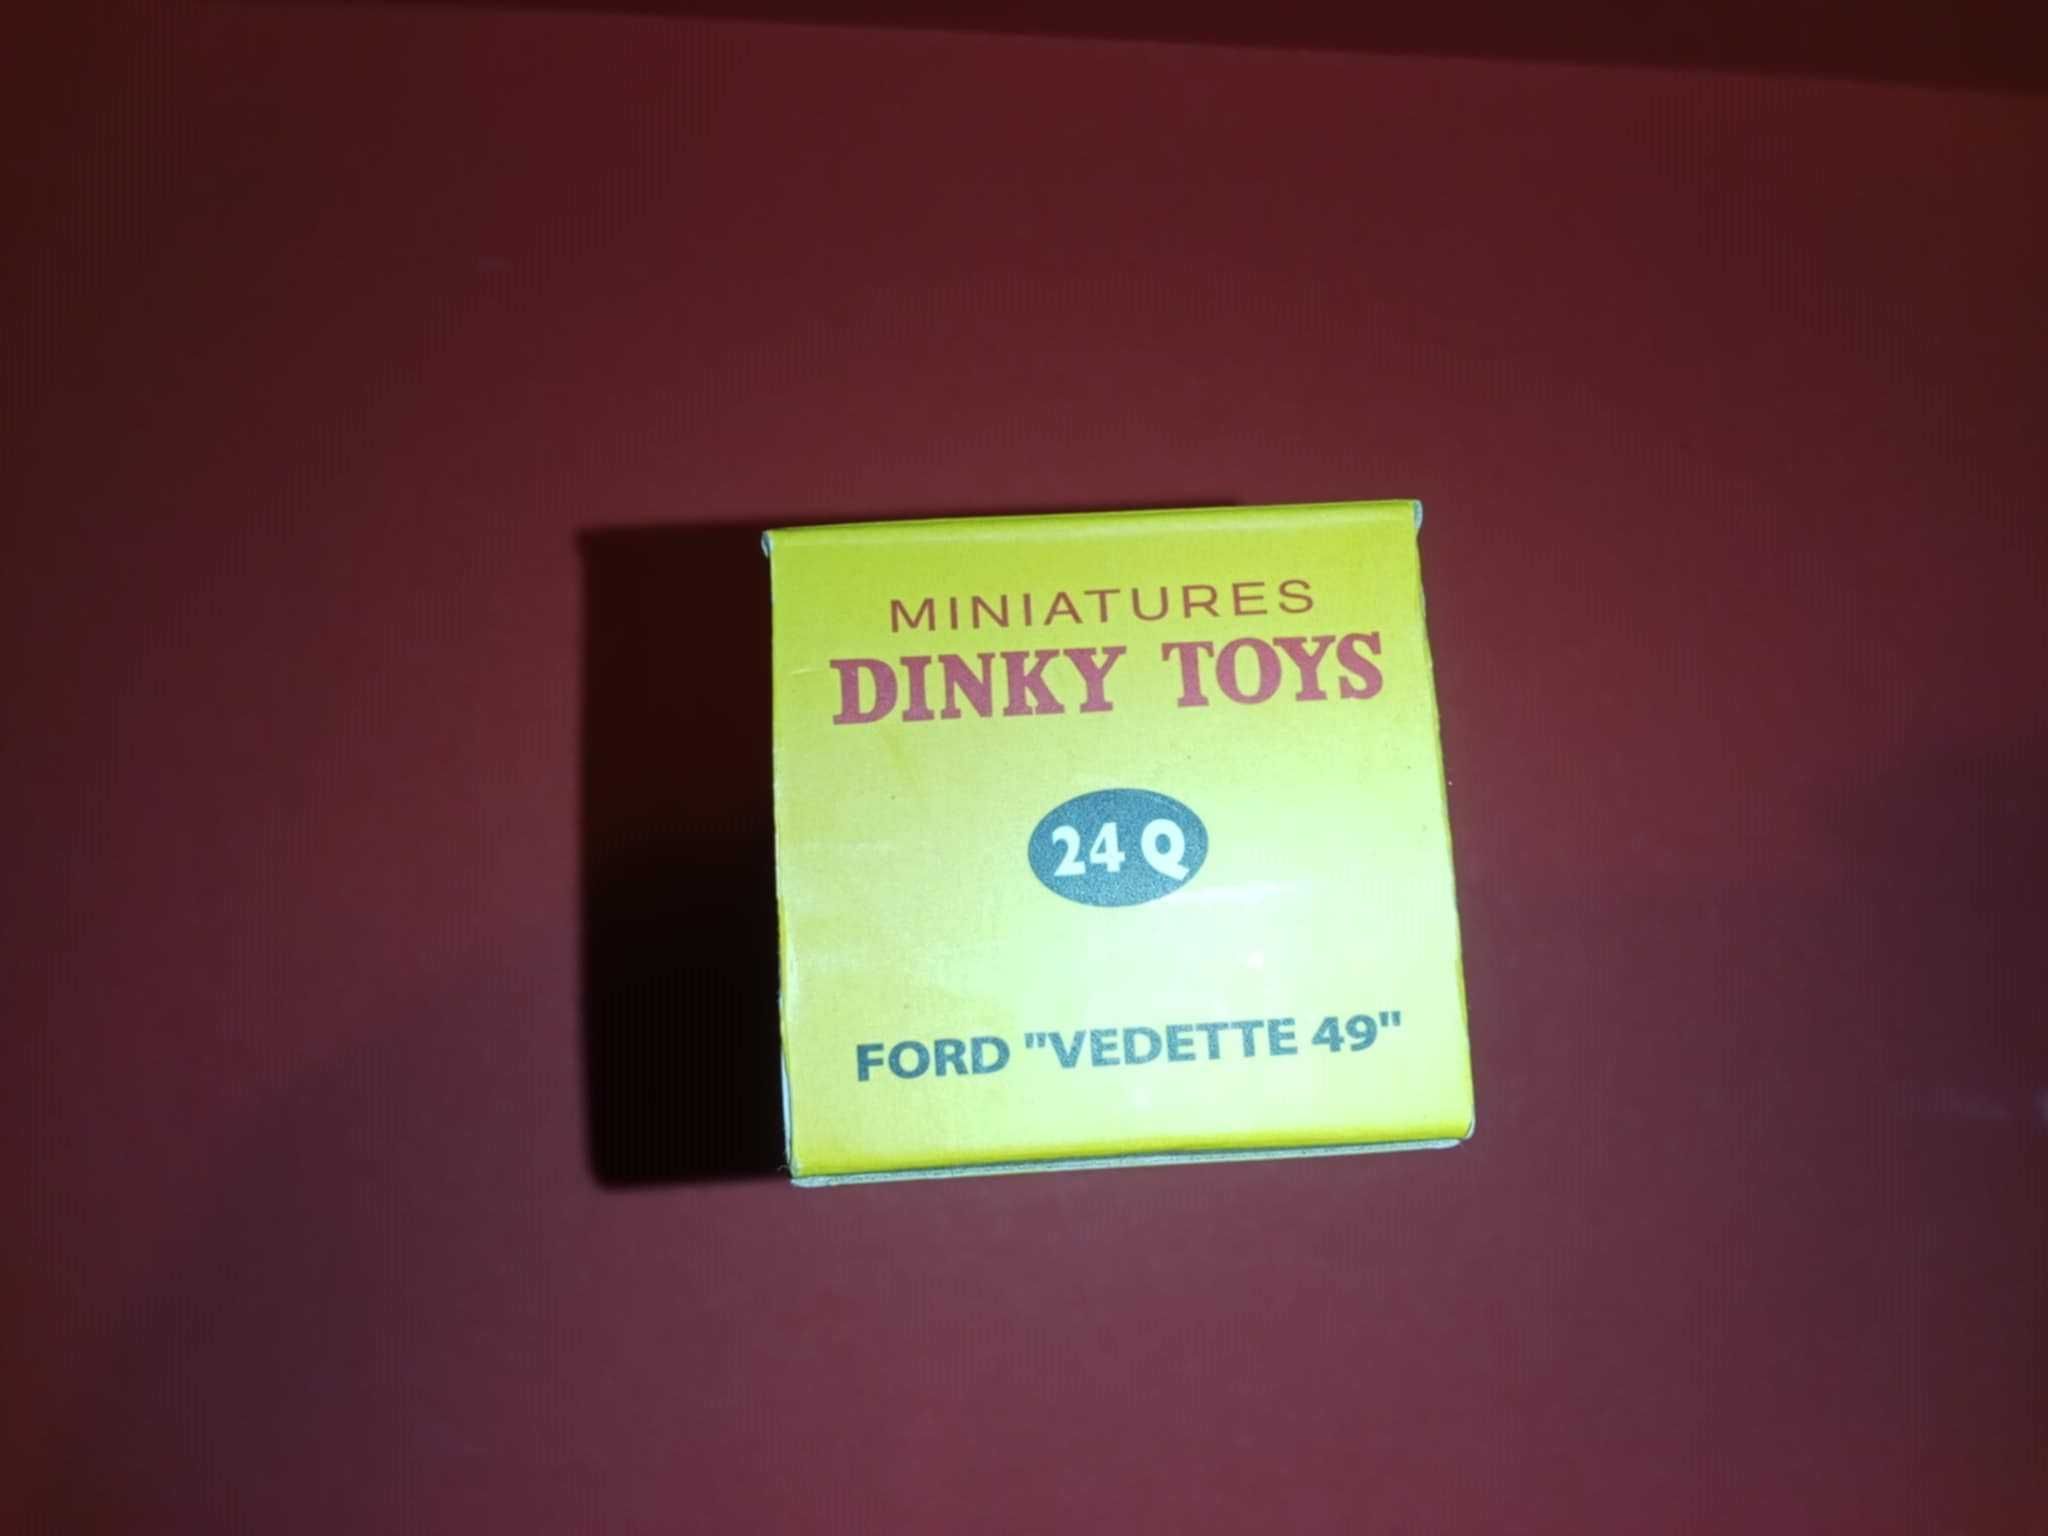 MINIATURES
DINKY TOYS
24 Q
FORD "VEDETTE 49"